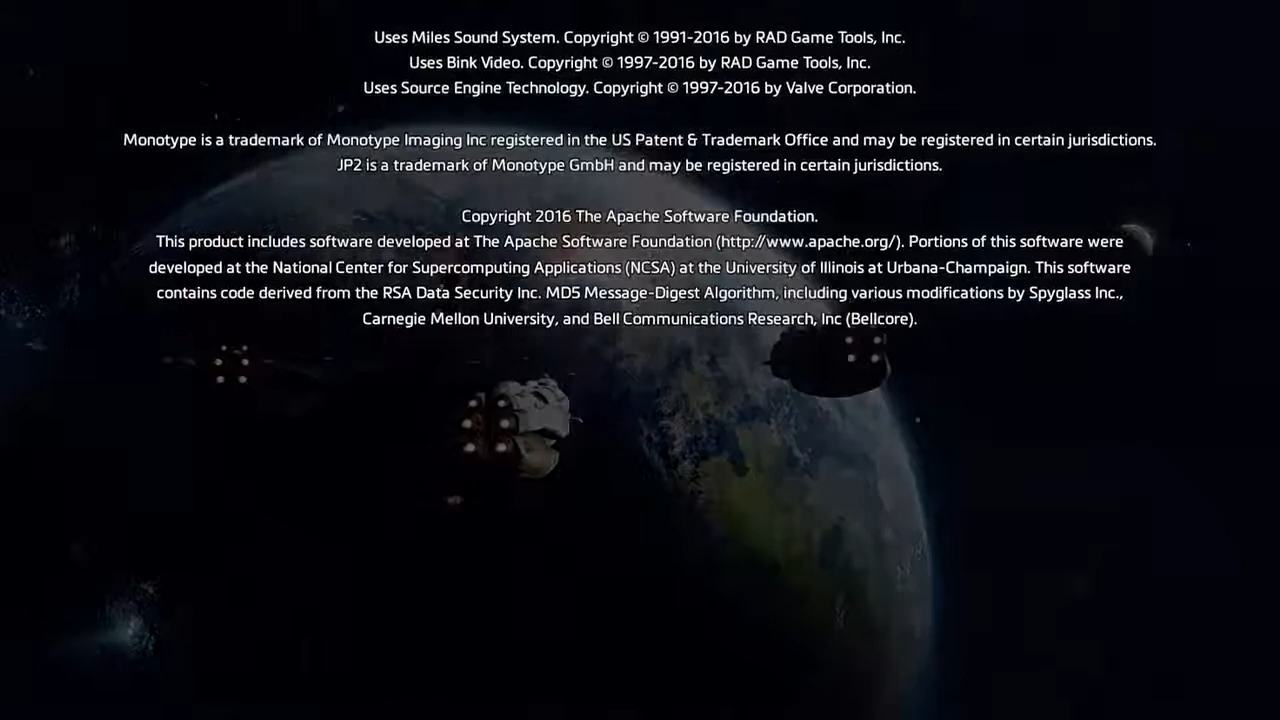 Uses Miles Sound System. Copyright © 1991-2016 by RAD Game Tools, Inc.
Uses Bink Video. Copyright © 1997-2016 by RAD Game Tools, Inc.
Uses Source Engine Technology. Copyright © 1997-2016 by Valve Corporation.
Monotype is a trademark of Monotype Imaging Inc registered in the US Patent & Trademark Office and may be registered in certain jurisdictions.
JP2 is a trademark of Monotype GmbH and may be registered in certain jurisdictions.
Copyright 2016 The Apache Software Foundation.
This product includes software developed at The Apache Software Foundation (http://www.apache.org/). Portions of this software were
developed at the National Center for Supercomputing Applications (NCSA) at the University of Illinois at Urbana-Champaign. This software
contains code derived from the RSA Data Security Inc. MD5 Message-Digest Algorithm, including various modifications by Spyglass Inc.,
Carnegie Mellon University, and Bell Communications Research, Inc (Bellcore).